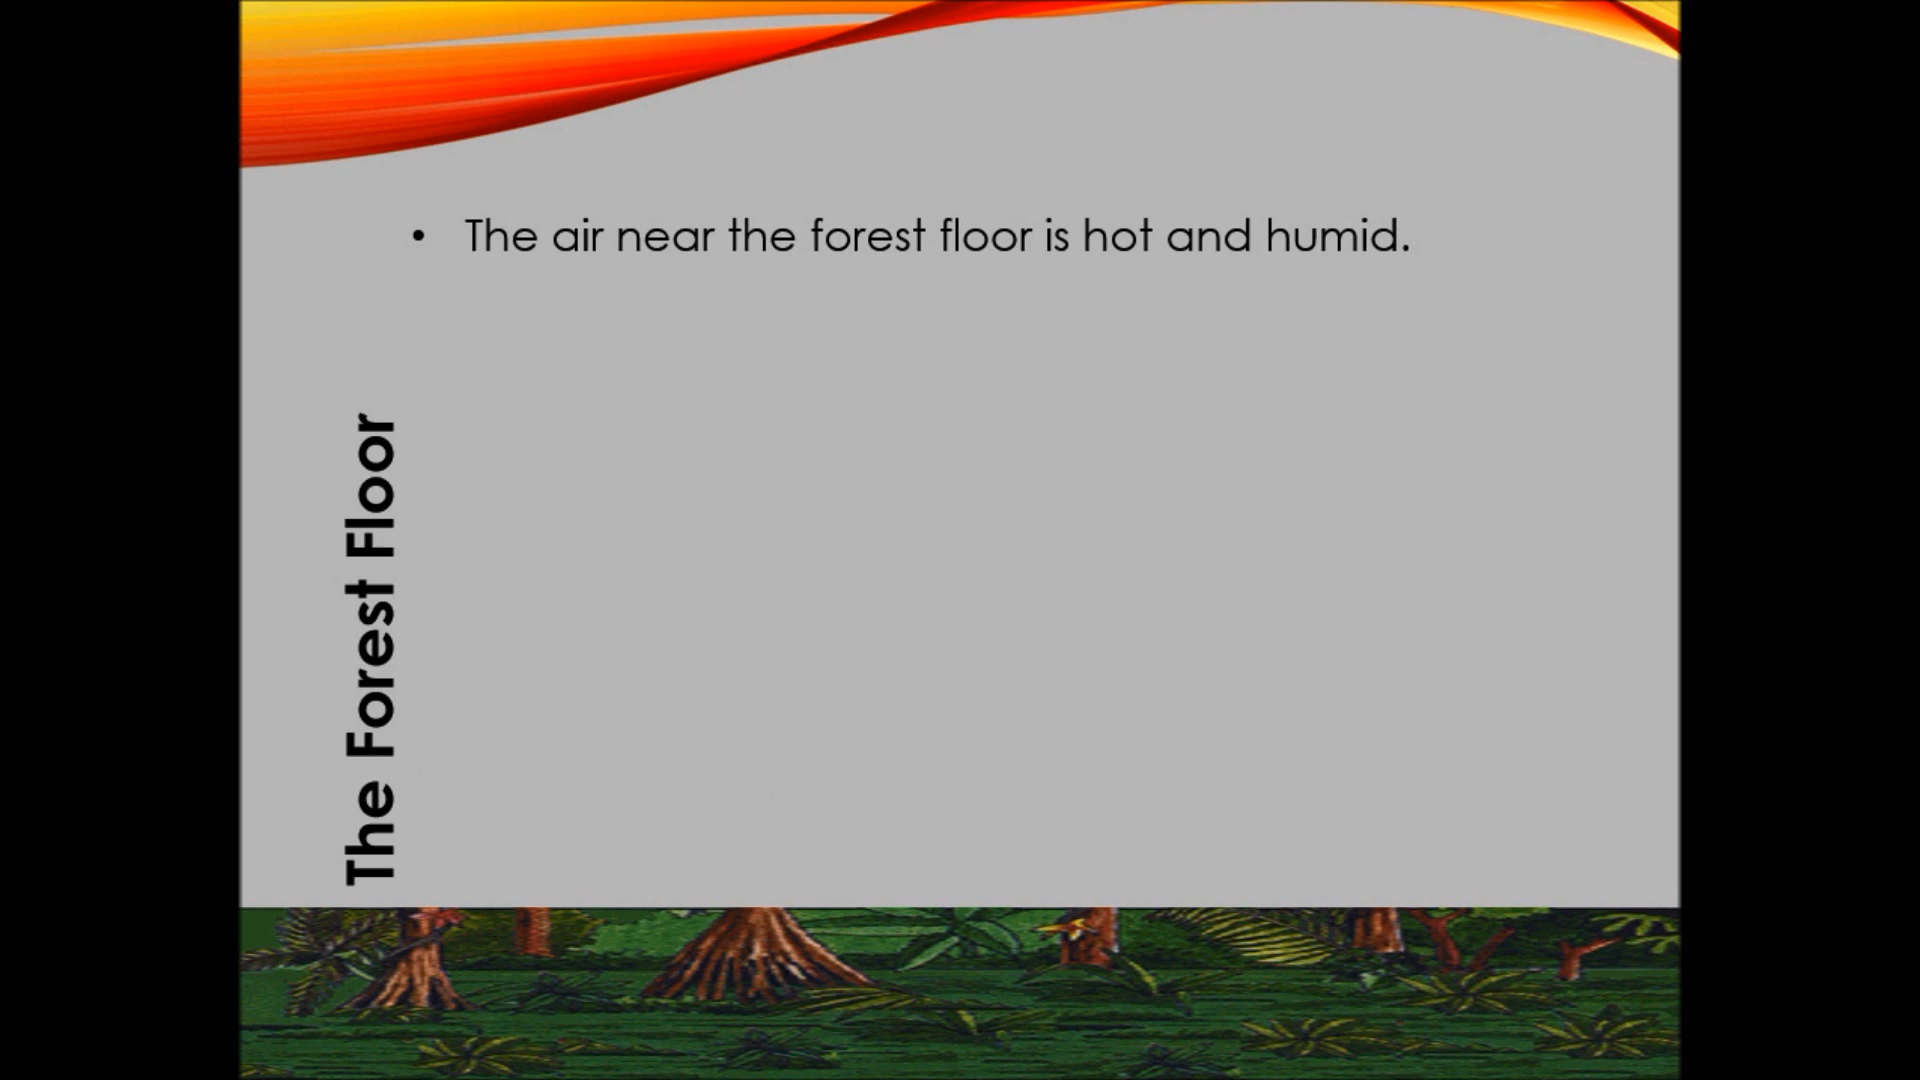 • The air near the forest floor is hot and humid.
The Forest Floor